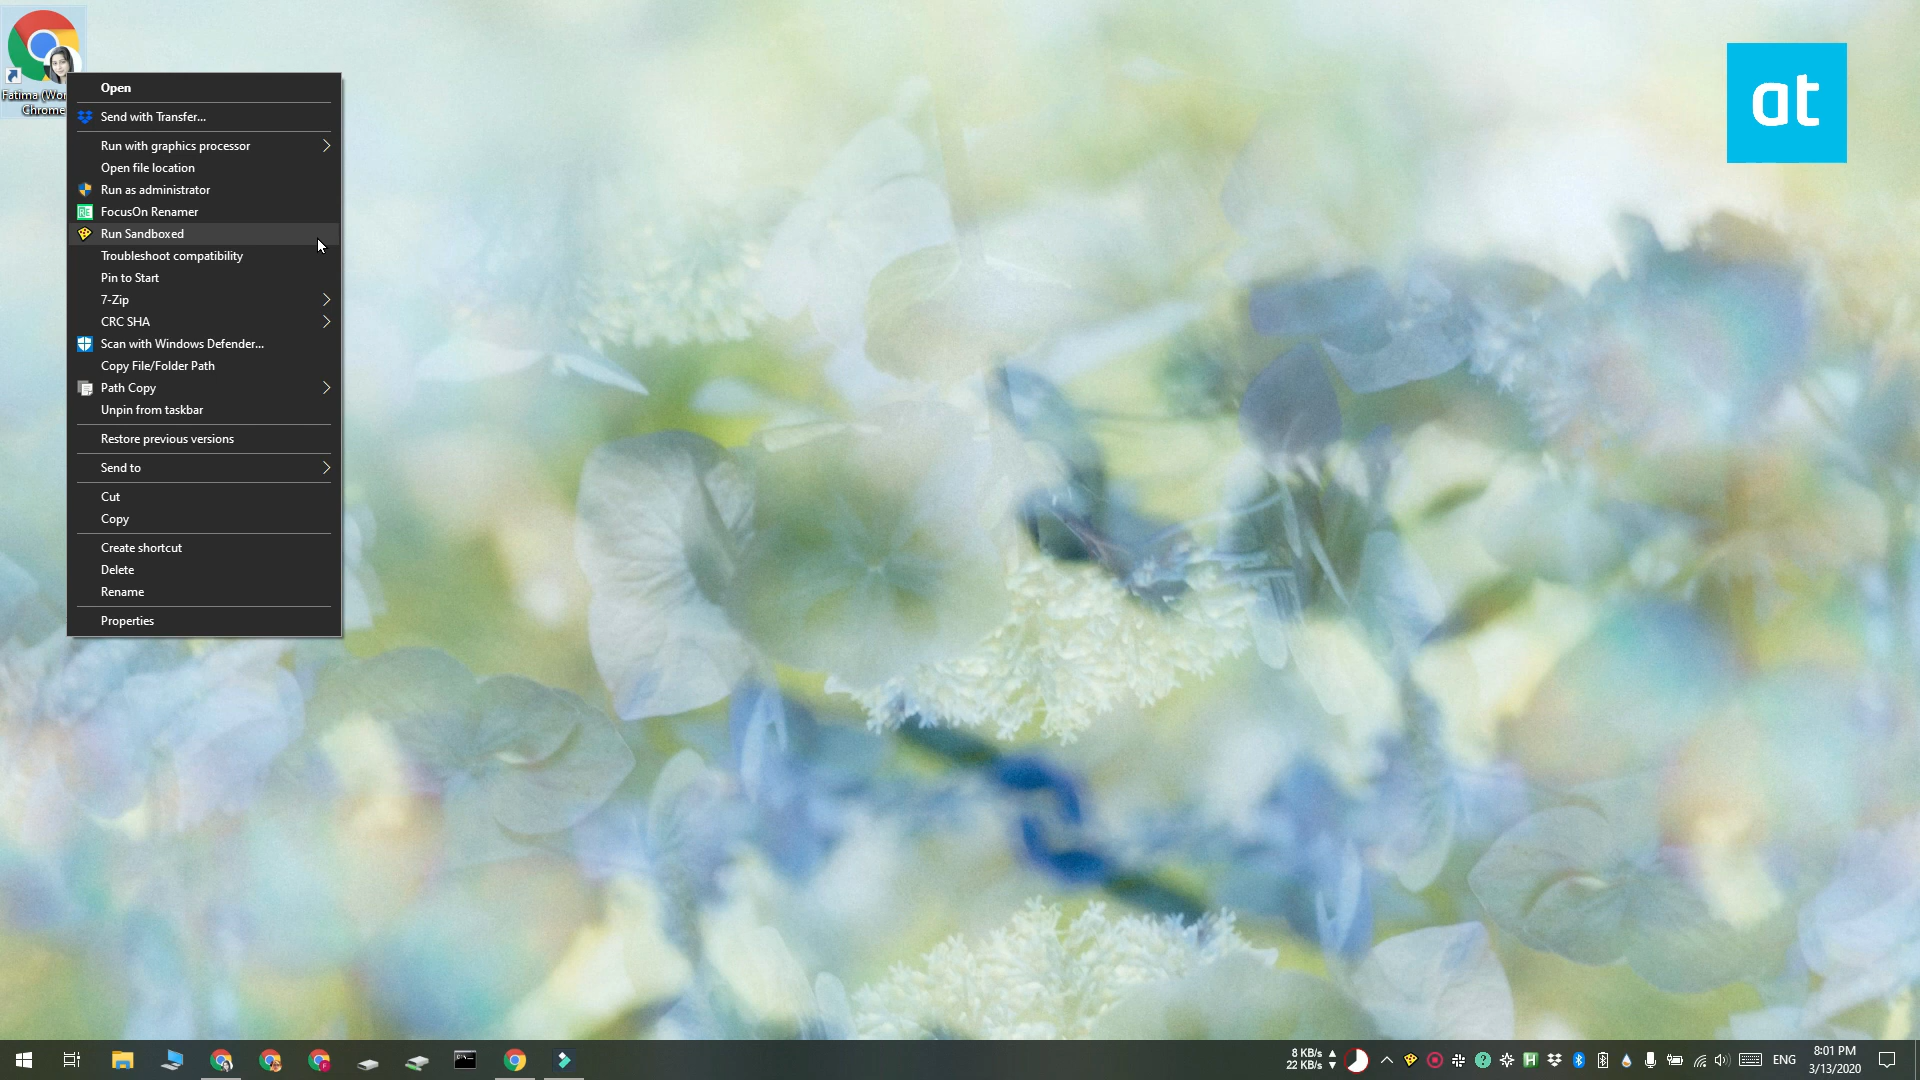 Fatima (Wor
Chrome
Open
Send with Transfer...
Run with graphics processor
Open file location
Run as administrator
RE
FocusOn Renamer
Run Sandboxed
Troubleshoot compatibility
Pin to Start
7-Zip
CRC SHA
Scan with Windows Defender...
Copy File/Folder Path
Path Copy
Unpin from taskbar
Restore previous versions
Send to
Cut
Copy
Create shortcut
Delete
Rename
Properties
at
8 KB/s
22 KB/s
H
ENG
8:01 PM
3/13/2020